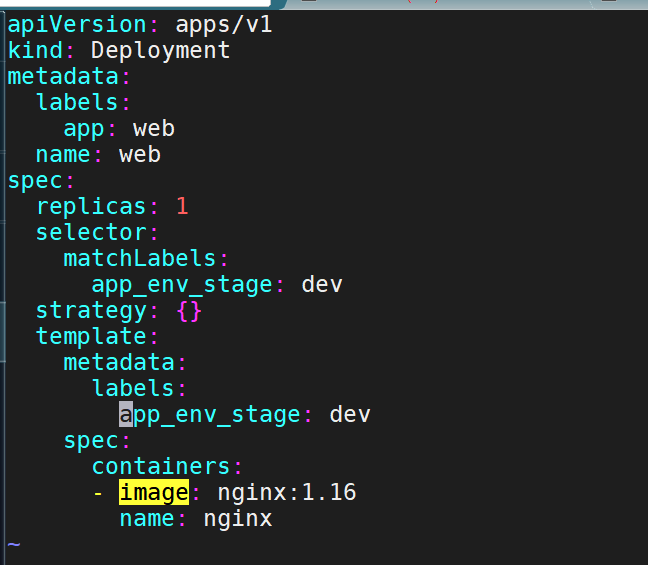 apiVersion: apps/v1
kind: Deployment
metadata:
  labels:
    app: web
  name: web
spec:
  replicas: 1
  selector:
    matchLabels:
      app_env_stage: dev
  strategy: {}
  template:
    metadata:
      labels:
        app_env_stage: dev
    spec:
      containers:
      - image: nginx:1.16
        name: nginx
~